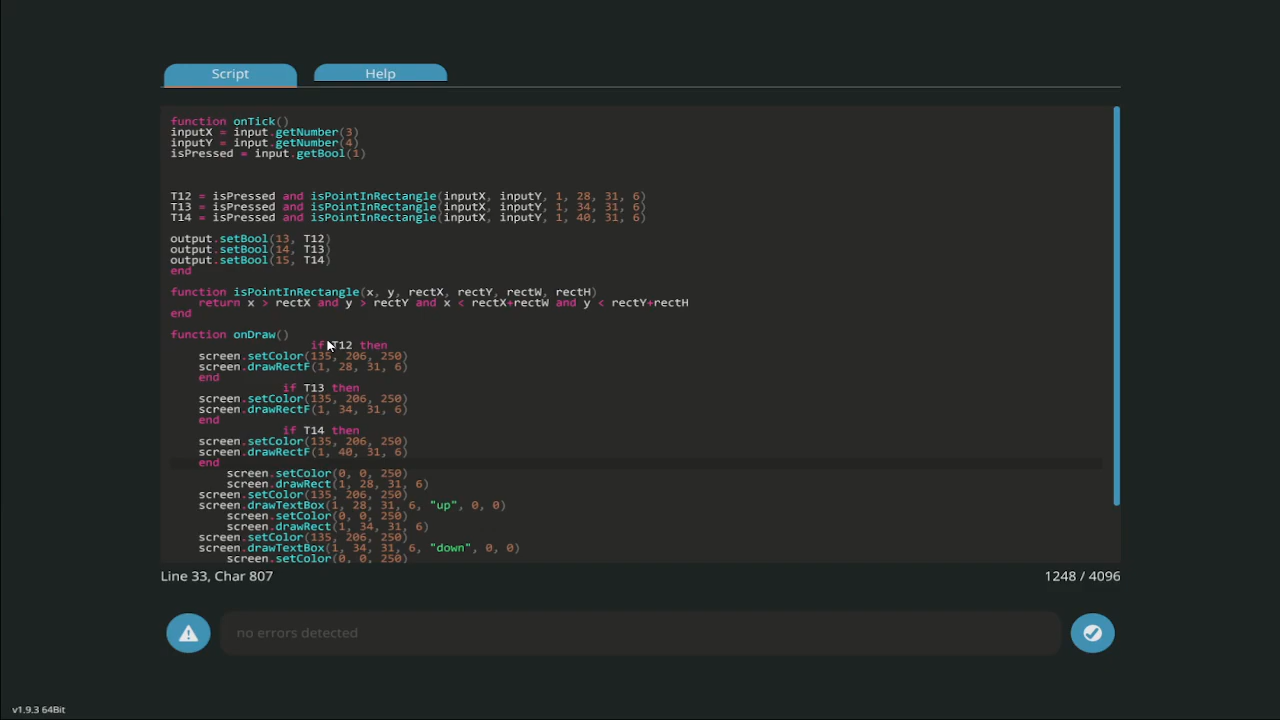 Script
Help
function onTick()
inputX = input.getNumber(3)
inputY = input.getNumber(4)
isPressed = input.getBool(1)
T12 = isPressed and isPointInRectangle(inputX, inputY, 1, 28, 31, 6)
T13 = isPressed and isPointInRectangle(inputX, inputY, 1, 34, 31, 6)
T14 = isPressed and isPointInRectangle(inputX, inputY, 1, 40, 31, 6)
output.setBool(13, T12)
output.setBool(14, T13)
output.setBool(15, T14)
end
function isPointInRectangle(x, y, rectX, rectY, rectW, rectH)
return x > rectX and y > rectY and x < rectX+rectW and y < rectY+rectH
end
function onDraw()
if T12 then
screen.setColor(135, 206, 250)
screen.drawRectF(1, 28, 31, 6)
end
if T13 then
screen.setColor(135, 206, 250)
screen.drawRectF(1, 34, 31, 6)
end
if T14 then
screen.setColor(135, 206, 250)
screen.drawRectF(1, 40, 31, 6)
end
screen.setColor(0, 0, 250)
screen.drawRect(1, 28, 31, 6)
screen.setColor(135, 206, 250)
screen.drawTextBox(1, 28, 31, 6, "up", 0, 0)
screen.setColor(0, 0, 250)
screen.drawRect(1, 34, 31, 6)
screen.setColor(135, 206, 250)
screen.drawTextBox(1, 34, 31, 6, "down", 0, 0)
screen.setColor(0, 0, 250)
Line 33, Char 807
1248 / 4096
no errors detected
v1.9.3 64Bit